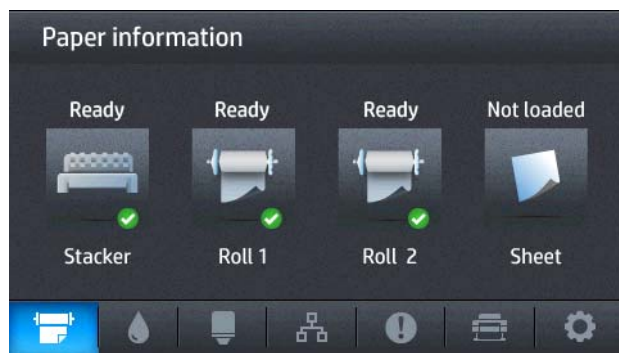 Paper information
Ready Ready Ready Not loaded
Stacker Roll 1 Roll 2 Sheet